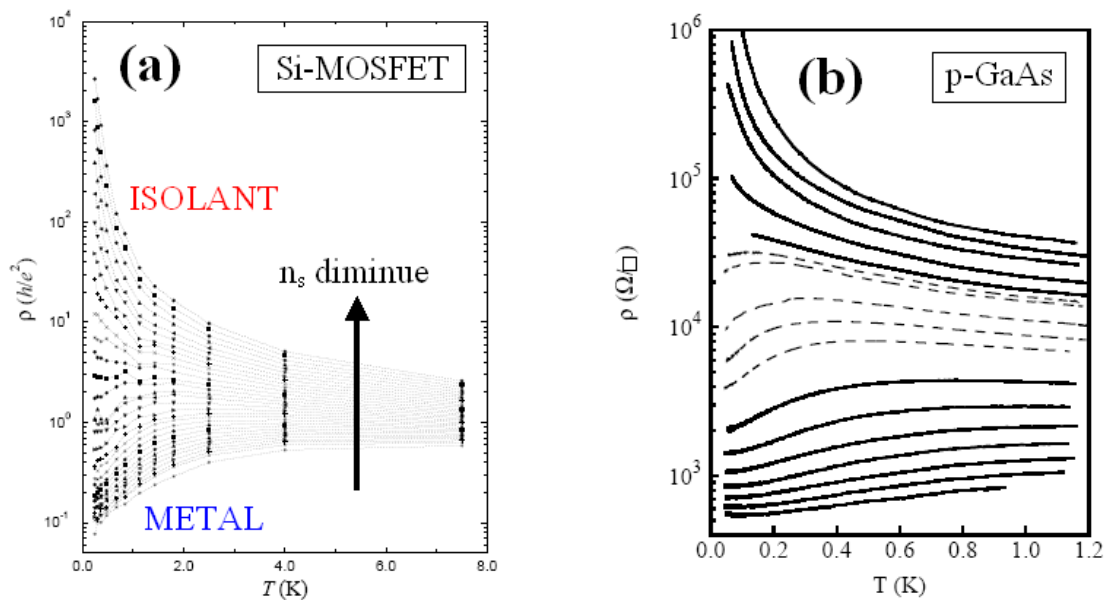 (a)
Si-MOSFET
ρ (h/e²)
10⁴
10³
10²
10¹
10⁰
10⁻¹
ISOLANT
nₛ diminue
METAL
0.0 2.0 4.0 6.0 8.0
T (K)
(b)
p-GaAs
ρ (Ω/□)
10⁶
10⁵
10⁴
10³
0.0 0.2 0.4 0.6 0.8 1.0 1.2
T (K)